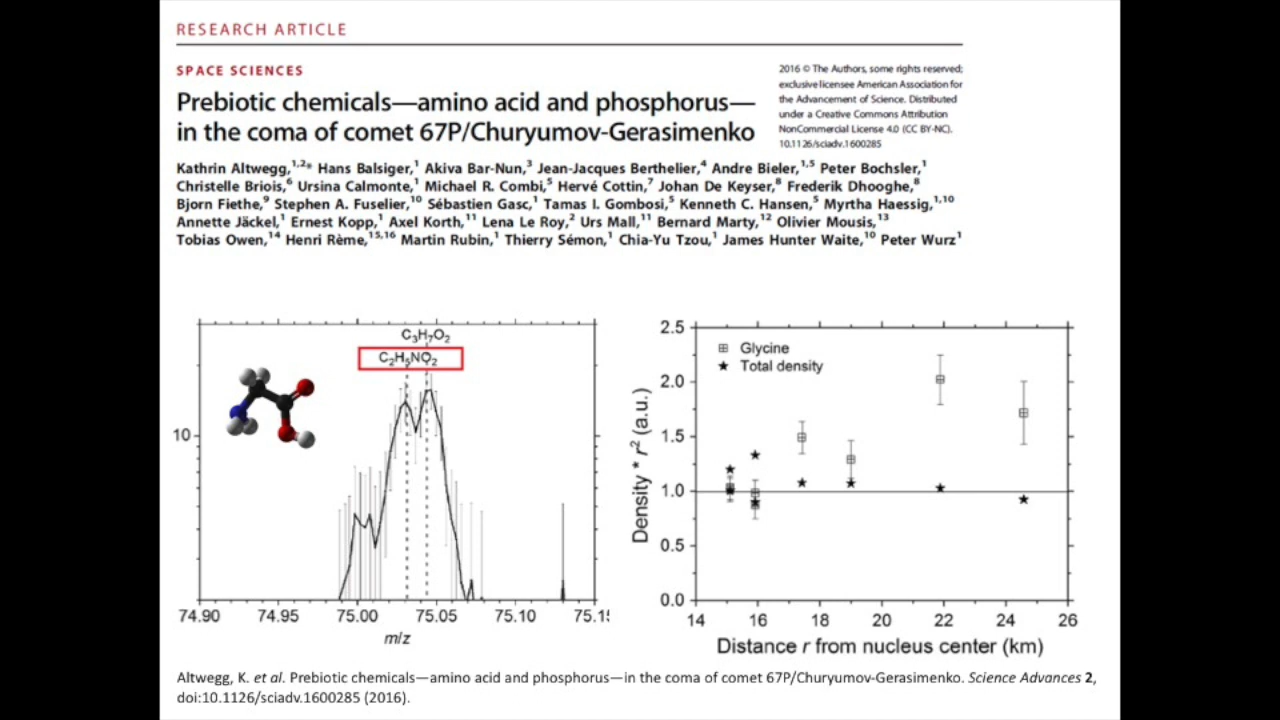 RESEARCH ARTICLE
SPACE SCIENCES
Prebiotic chemicals—amino acid and phosphorus—
in the coma of comet 67P/Churyumov-Gerasimenko
2016 © The Authors, some rights reserved;
exclusive licensee American Association for
the Advancement of Science. Distributed
under a Creative Commons Attribution
NonCommercial License 4.0 (CC BY-NC).
10.1126/sciadv.1600285
Kathrin Altwegg,1,2* Hans Balsiger,1 Akiva Bar-Nun,3 Jean-Jacques Berthelier,4 Andre Bieler,1,5 Peter Bochsler,1
Christelle Briois,6 Ursina Calmonte,1 Michael R. Combi,5 Hervé Cottin,7 Johan De Keyser,8 Frederik Dhooghe,8
Bjorn Fiethe,9 Stephen A. Fuselier,10 Sébastien Gasc,1 Tamas I. Gombosi,5 Kenneth C. Hansen,5 Myrtha Haessig,1,10
Annette Jäckel,1 Ernest Kopp,1 Axel Korth,11 Lena Le Roy,2 Urs Mall,11 Bernard Marty,12 Olivier Mousis,13
Tobias Owen,14 Henri Rème,15,16 Martin Rubin,1 Thierry Sémon,1 Chia-Yu Tzou,1 James Hunter Waite,10 Peter Wurz1
C3H7O2
C2H5NO2
10
74.90 74.95 75.00 75.05 75.10 75.15
m/z
Glycine
Total density
2.5
2.0
1.5
1.0
0.5
0.0
Density * r2 (a.u.)
14 16 18 20 22 24 26
Distance r from nucleus center (km)
Altwegg, K. et al. Prebiotic chemicals—amino acid and phosphorus—in the coma of comet 67P/Churyumov-Gerasimenko. Science Advances 2,
doi:10.1126/sciadv.1600285 (2016).